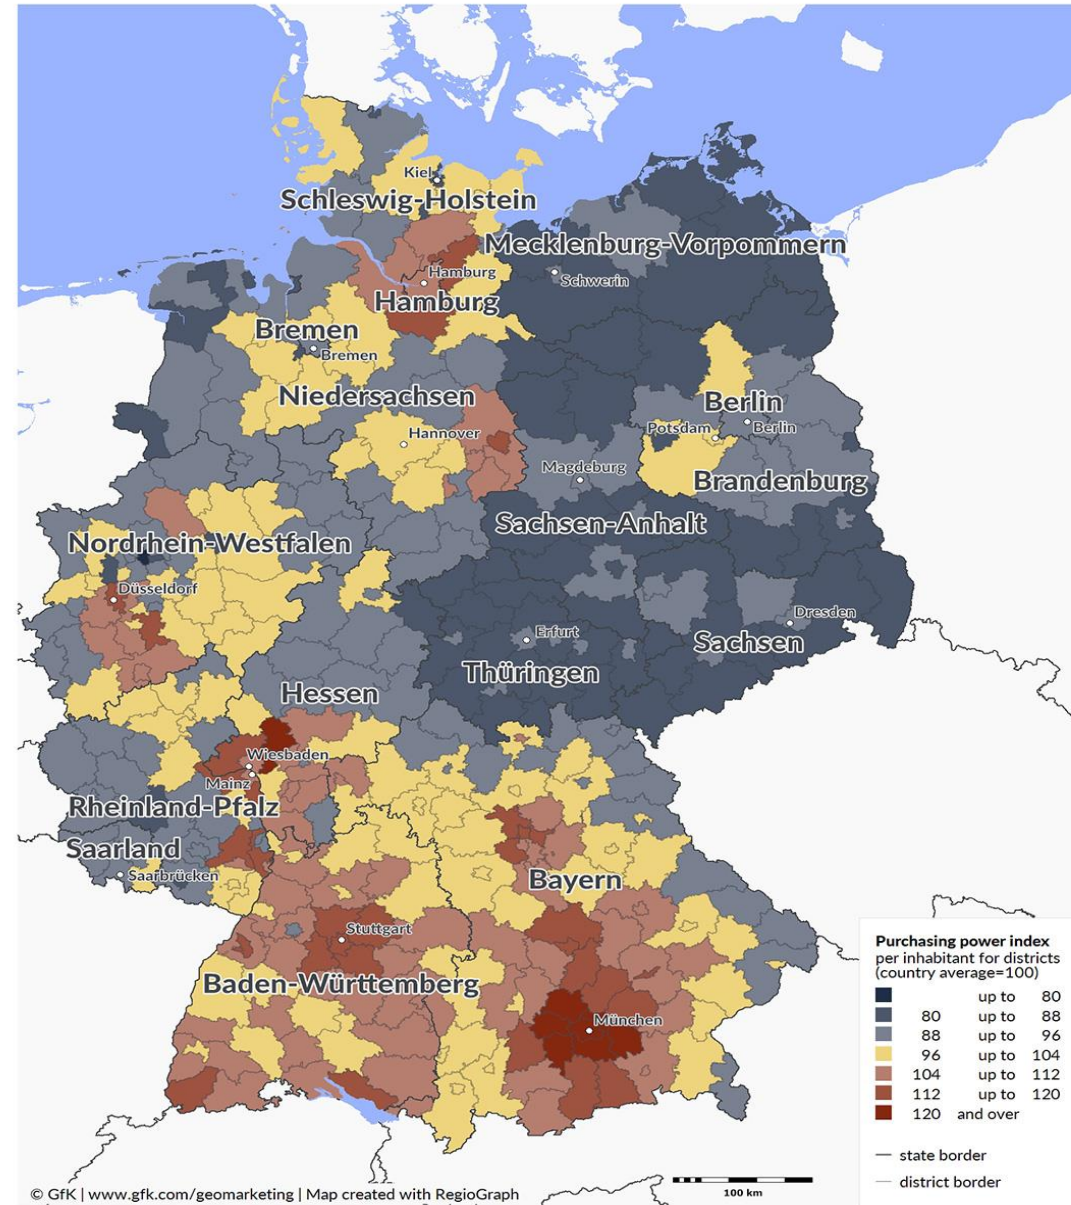 Kiel
Schleswig-Holstein
Mecklenburg-Vorpommern
Hamburg
Schwerin
Hamburg
Bremen
Bremen
Niedersachsen
Berlin
Potsdam
Berlin
Hannover
Magdeburg
Brandenburg
Sachsen-Anhalt
Nordrhein-Westfalen
Düsseldorf
Dresden
Erfurt
Sachsen
Thüringen
Hessen
Wiesbaden
Mainz
Rheinland-Pfalz
Saarland
Saarbrücken
Bayern
Stuttgart
Baden-Württemberg
München
Purchasing power index
per inhabitant for districts
(country average=100)
up to 80
80 up to 88
88 up to 96
96 up to 104
104 up to 112
112 up to 120
120 and over
state border
district border
100 km
© GfK | www.gfk.com/geomarketing | Map created with RegioGraph